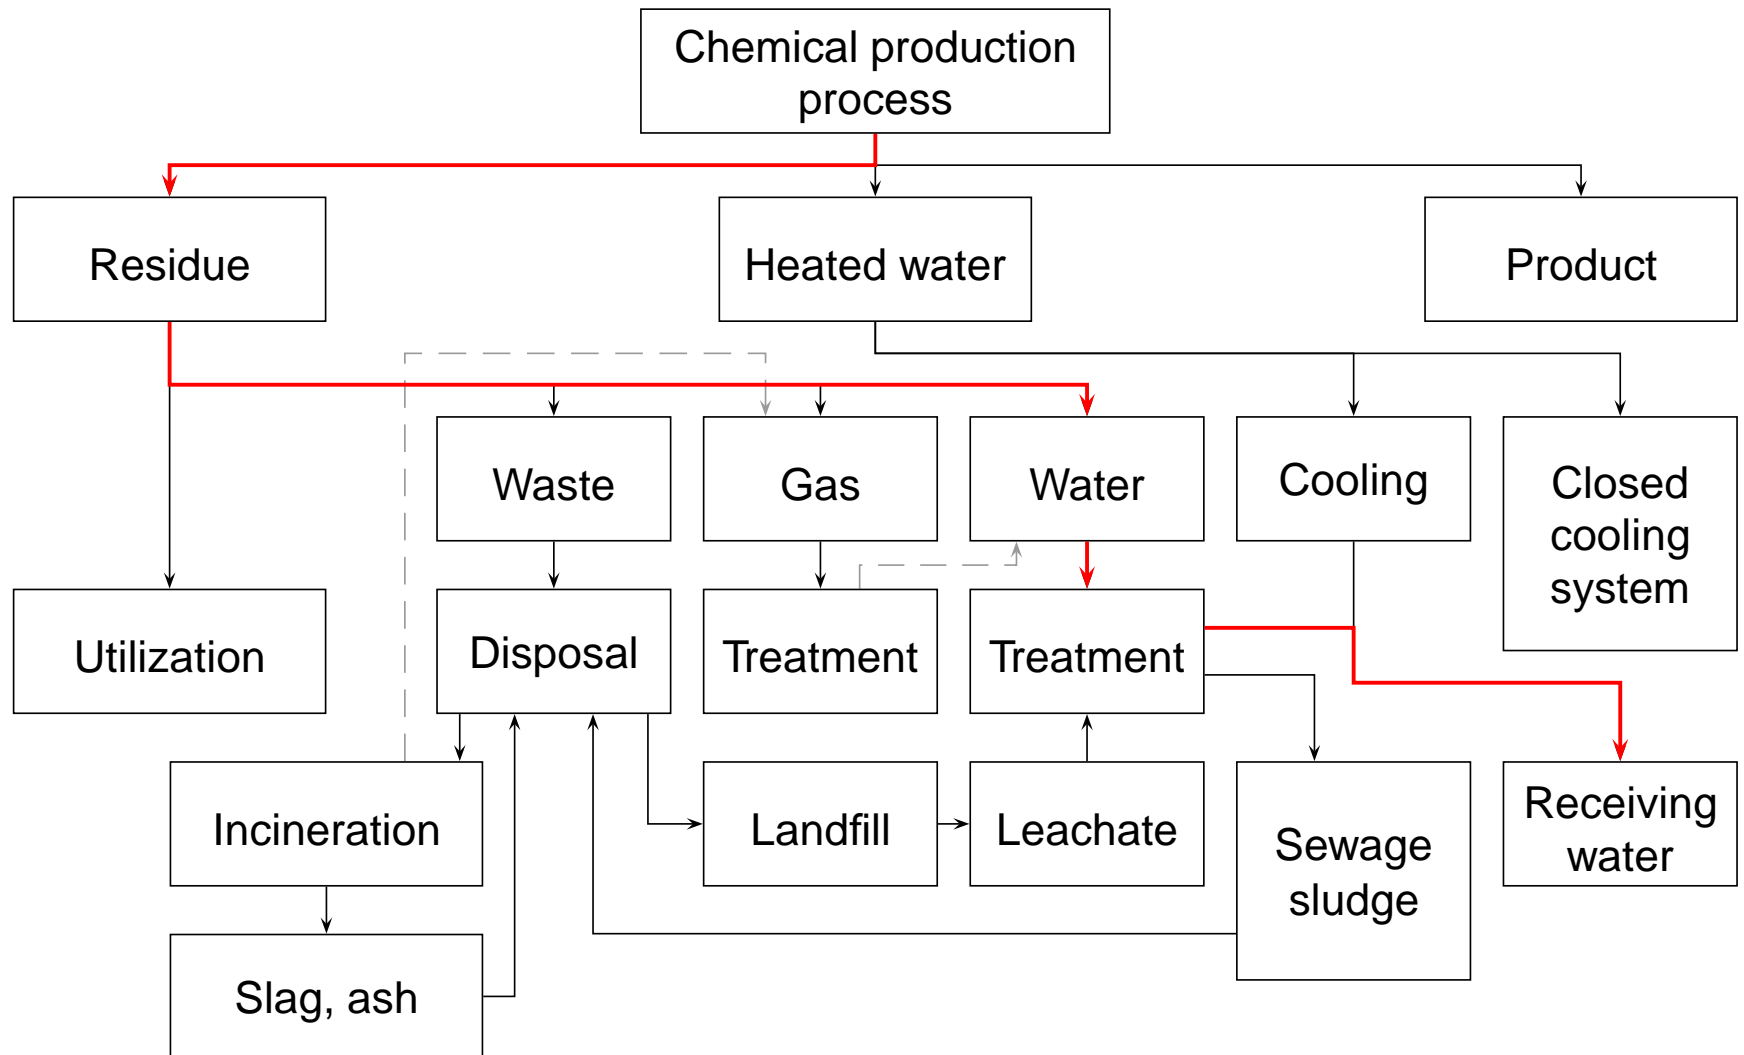 Chemical production
process
Residue
Heated water
Product
Waste
Gas
Water
Cooling
Closed
cooling
system
Utilization
Disposal
Treatment
Treatment
Incineration
Landfill
Leachate
Sewage
sludge
Receiving
water
Slag, ash